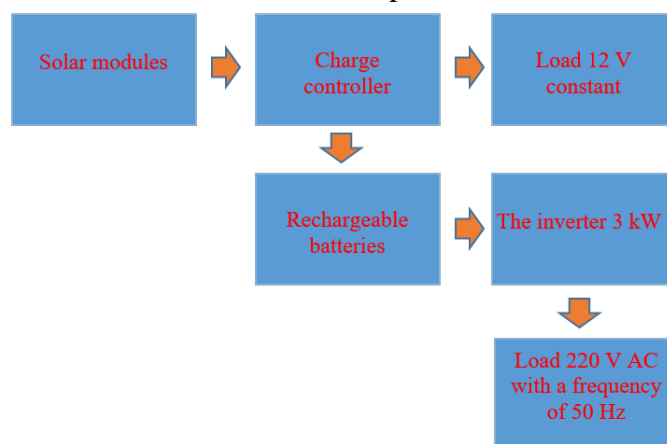 Solar modules
Charge
controller
Load 12 V
constant
Rechargeable
batteries
The inverter 3 kW
Load 220 V AC
with a frequency
of 50 Hz